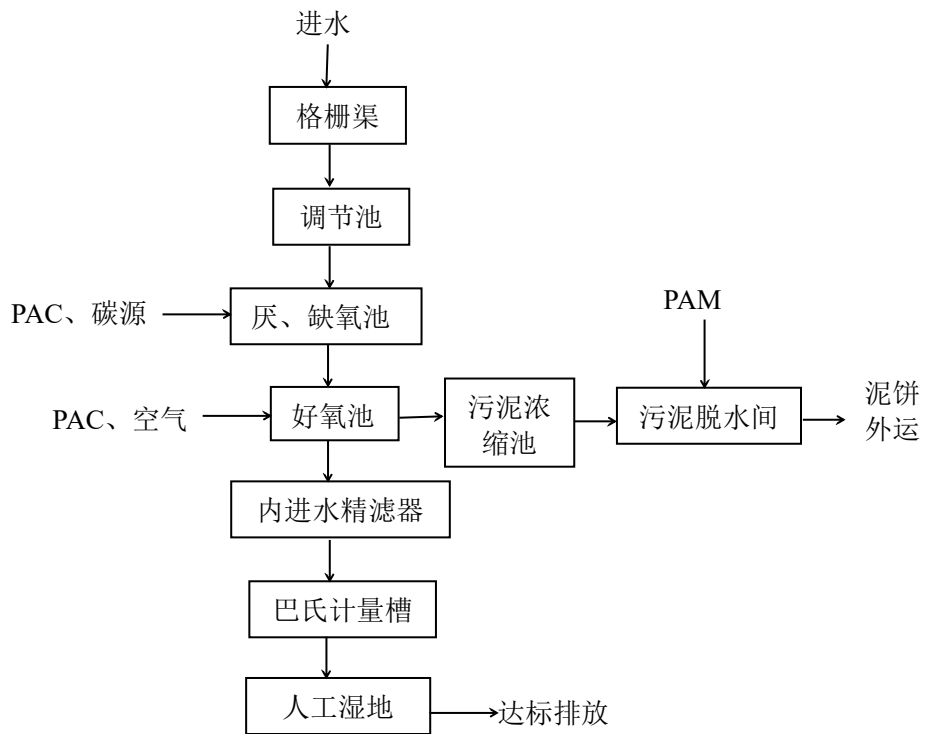 进水
格栅渠
调节池
PAC、碳源
厌、缺氧池
PAM
PAC、空气
好氧池
污泥浓
缩池
污泥脱水间
泥饼
外运
内进水精滤器
巴氏计量槽
人工湿地
达标排放